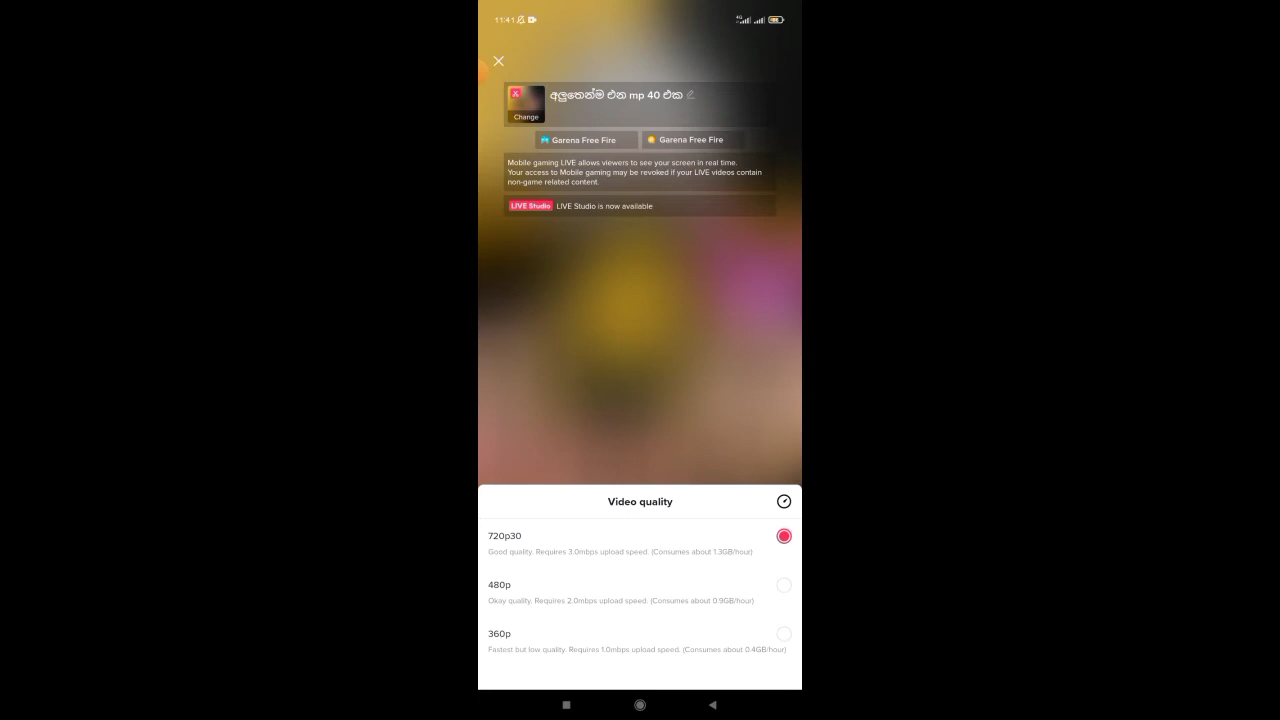 11:41
4G
අලුතෙන්ම එන mp 40 එක
Change
Garena Free Fire
Garena Free Fire
Mobile gaming LIVE allows viewers to see your screen in real time.
Your access to Mobile gaming may be revoked if your LIVE videos contain
non-game related content.
LIVE Studio LIVE Studio is now available
Video quality
720p30
Good quality. Requires 3.0mbps upload speed. (Consumes about 1.3GB/hour)
480p
Okay quality. Requires 2.0mbps upload speed. (Consumes about 0.9GB/hour)
360p
Fastest but low quality. Requires 1.0mbps upload speed. (Consumes about 0.4GB/hour)